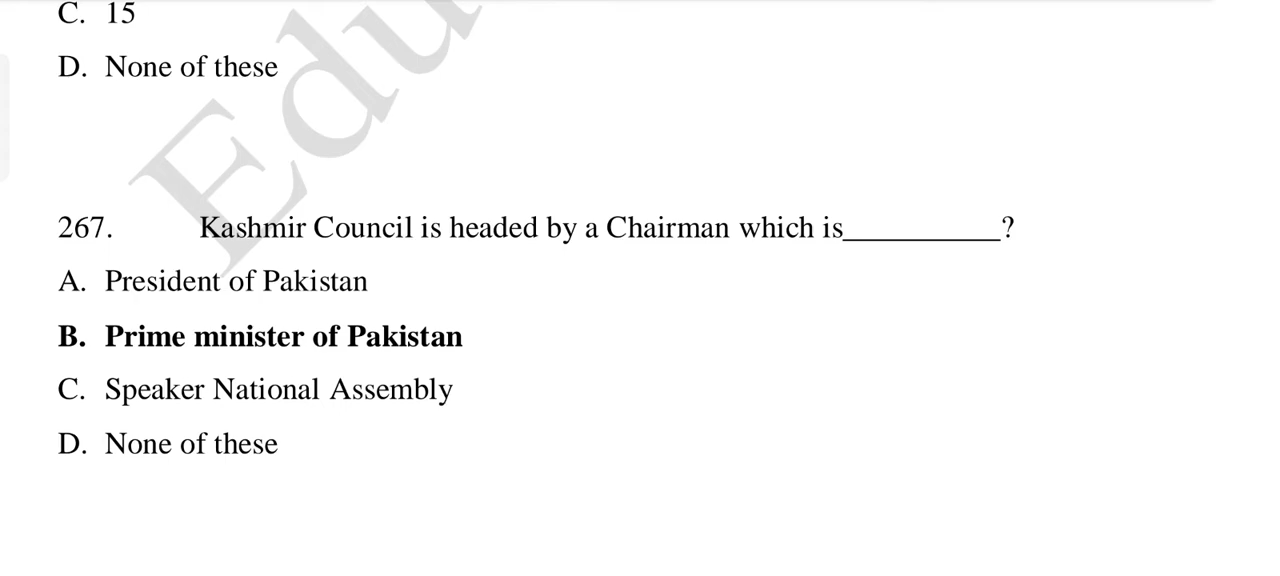 C. 15
D. None of these
Edu
267. Kashmir Council is headed by a Chairman which is__________?
A. President of Pakistan
B. Prime minister of Pakistan
C. Speaker National Assembly
D. None of these